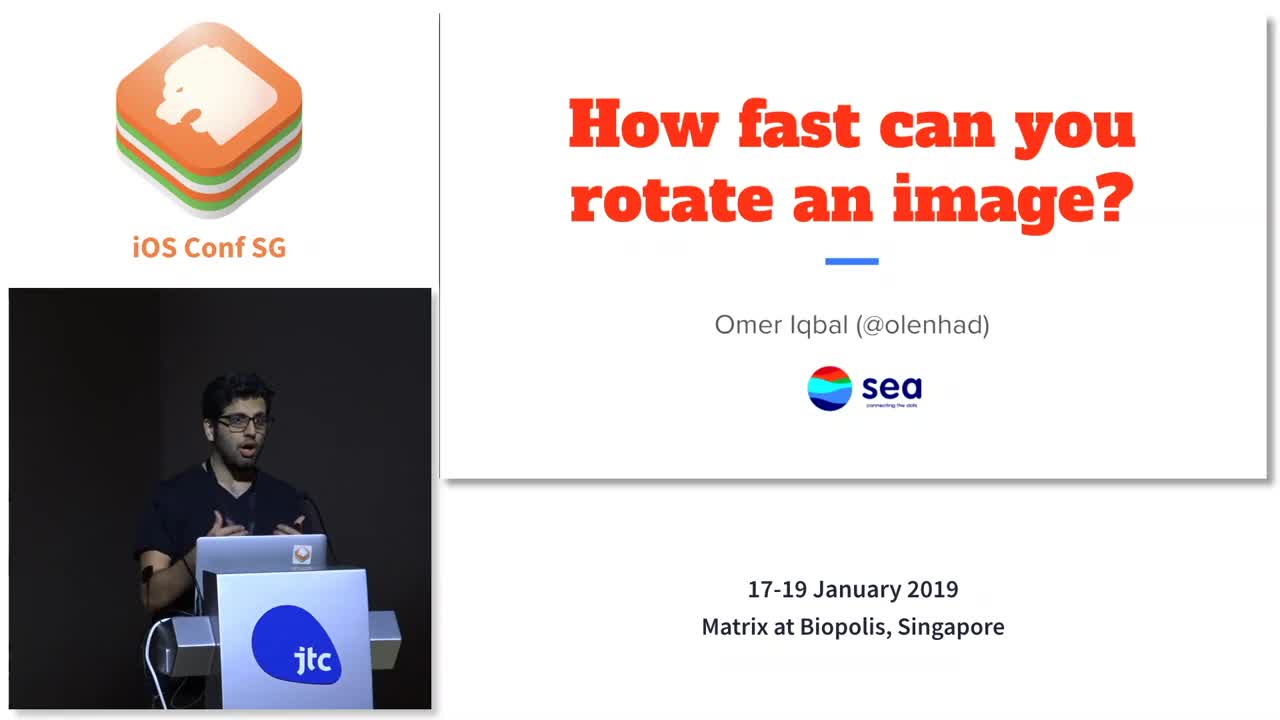 iOS Conf SG
How fast can you
rotate an image?
Omer Iqbal (@olenhad)
sea
connecting the dots
17-19 January 2019
Matrix at Biopolis, Singapore
jtc